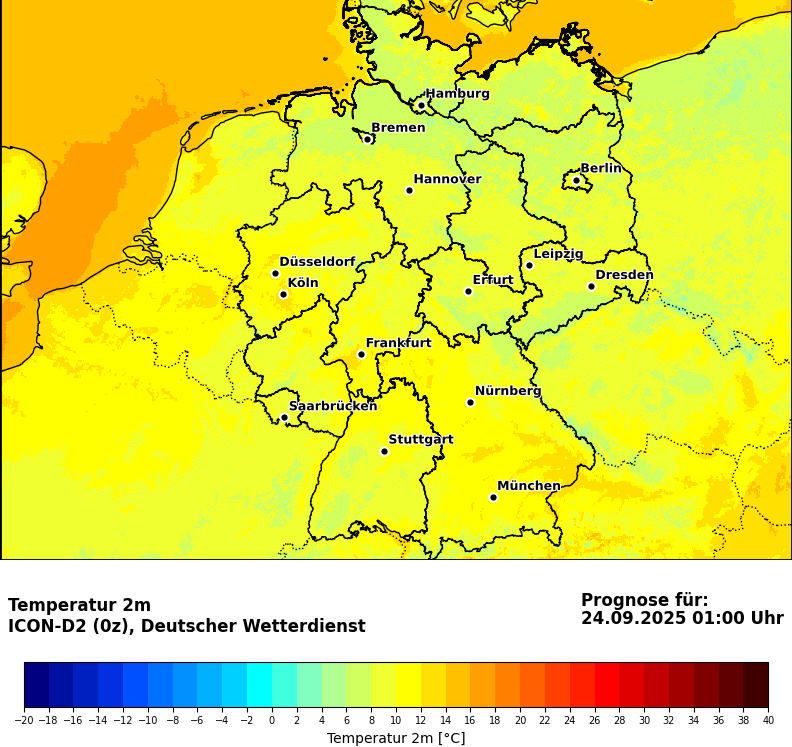 Hamburg
Bremen
Berlin
Hannover
Leipzig
Düsseldorf
Dresden
Köln
Erfurt
Frankfurt
Nürnberg
Saarbrücken
Stuttgart
München
Temperatur 2m
ICON-D2 (0z), Deutscher Wetterdienst
Prognose für:
24.09.2025 01:00 Uhr
−20 −18 −16 −14 −12 −10 −8 −6 −4 −2 0 2 4 6 8 10 12 14 16 18 20 22 24 26 28 30 32 34 36 38 40
Temperatur 2m [°C]